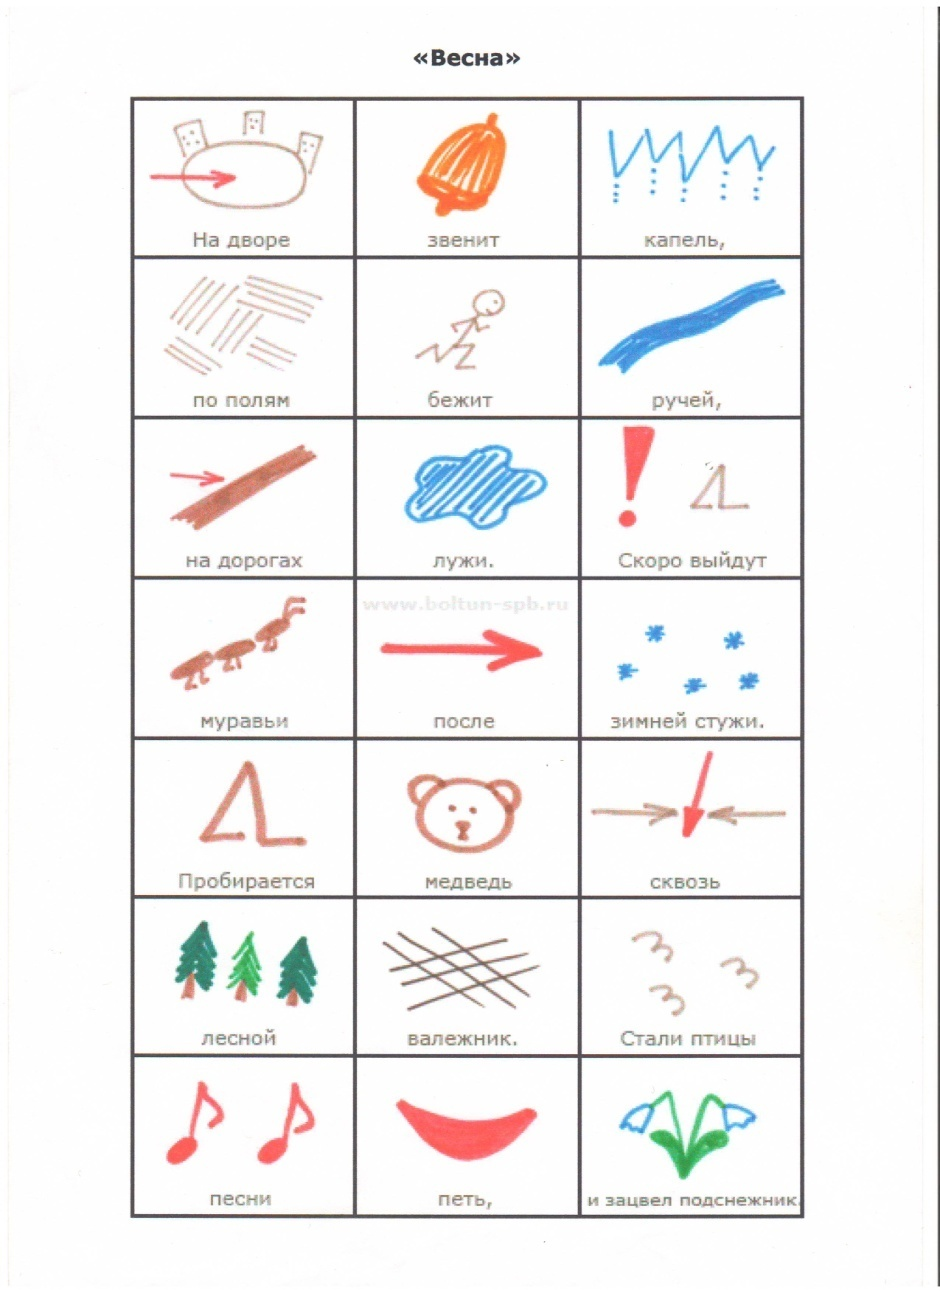 «Весна»
На дворе звенит капель,
по полям бежит ручей,
на дорогах лужи. Скоро выйдут
www.boltun-spb.ru
муравьи после зимней стужи.
Пробирается медведь сквозь
лесной валежник. Стали птицы
песни петь, и зацвел подснежник.